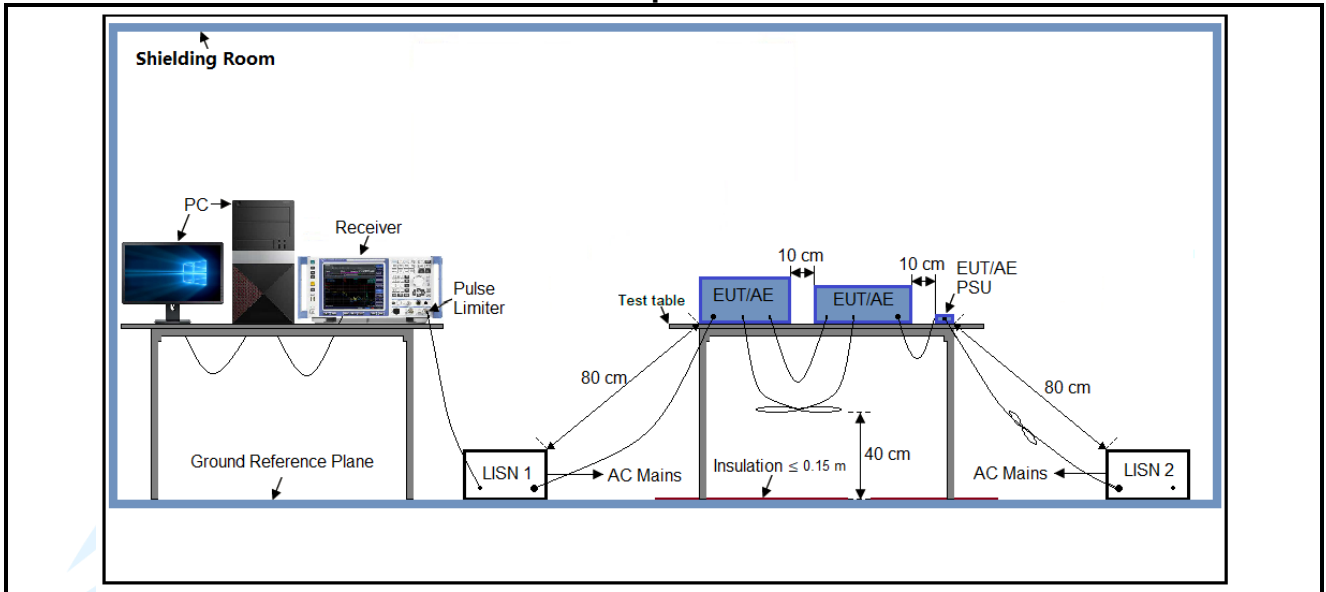 Shielding Room
PC
Receiver
Pulse
Limiter
10 cm
10 cm
EUT/AE
PSU
Test table
EUT/AE
EUT/AE
80 cm
80 cm
40 cm
Ground Reference Plane
LISN 1
AC Mains
Insulation ≤ 0.15 m
AC Mains
LISN 2